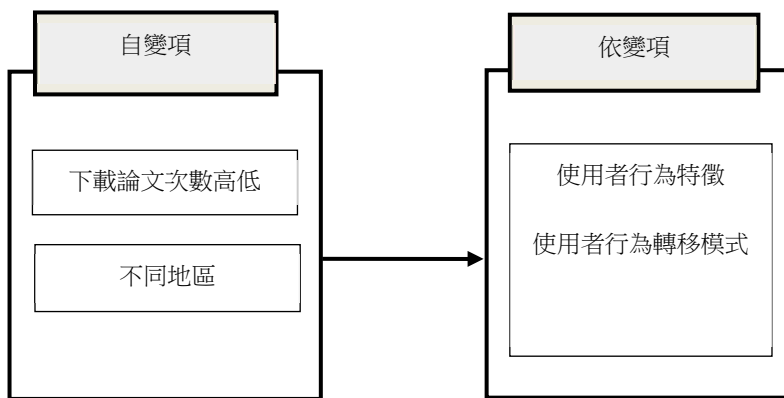 自變項
下載論文次數高低
不同地區
依變項
使用者行為特徵
使用者行為轉移模式